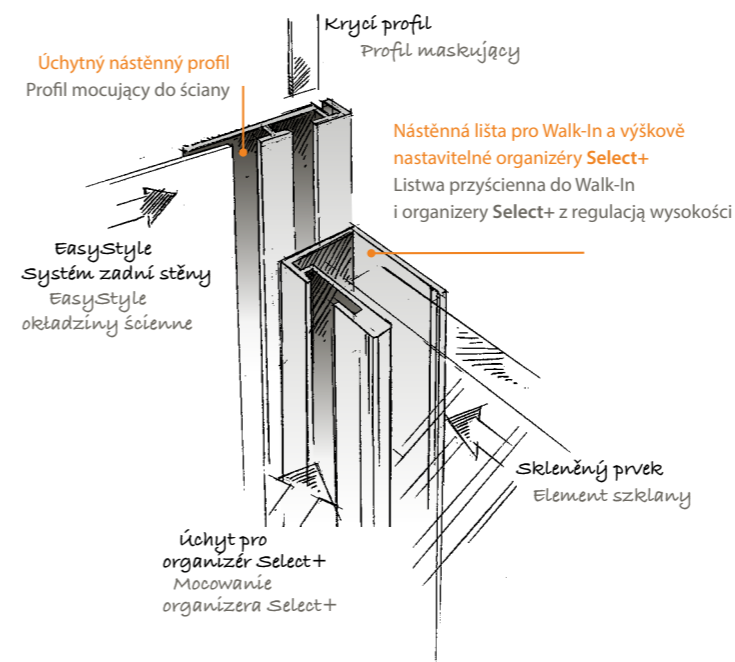 Krycí profil
Profil maskujący
Úchytný nástěnný profil
Profil mocujący do ściany
Nástěnná lišta pro Walk-In a výškově
nastavitelné organizéry Select+
Listwa przyścienna do Walk-In
i organizery Select+ z regulacją wysokości
EasyStyle
Systém zadní stěny
EasyStyle
okładziny ścienne
Skleněný prvek
Element szklany
Úchyt pro
organizér Select+
Mocowanie
organizera Select+